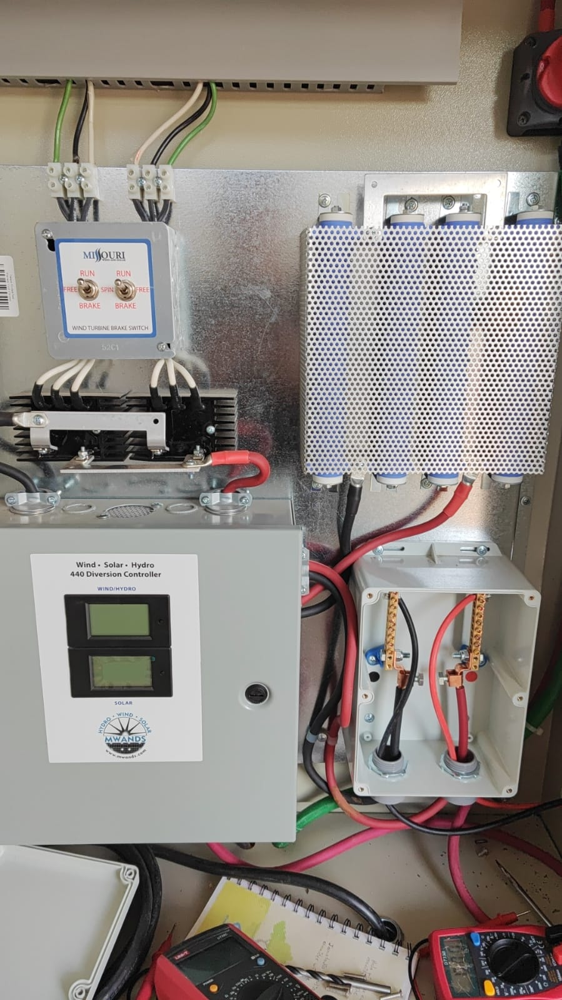 MISSOURI
WIND AND SOLAR
RUN RUN
FREE SPIN FREE
BRAKE BRAKE
WIND TURBINE BRAKE SWITCH
52C1
Wind • Solar • Hydro
440 Diversion Controller
WIND/HYDRO
SOLAR
HYDRO • WIND • SOLAR
MWANDS
www.mwands.com
UNI-T